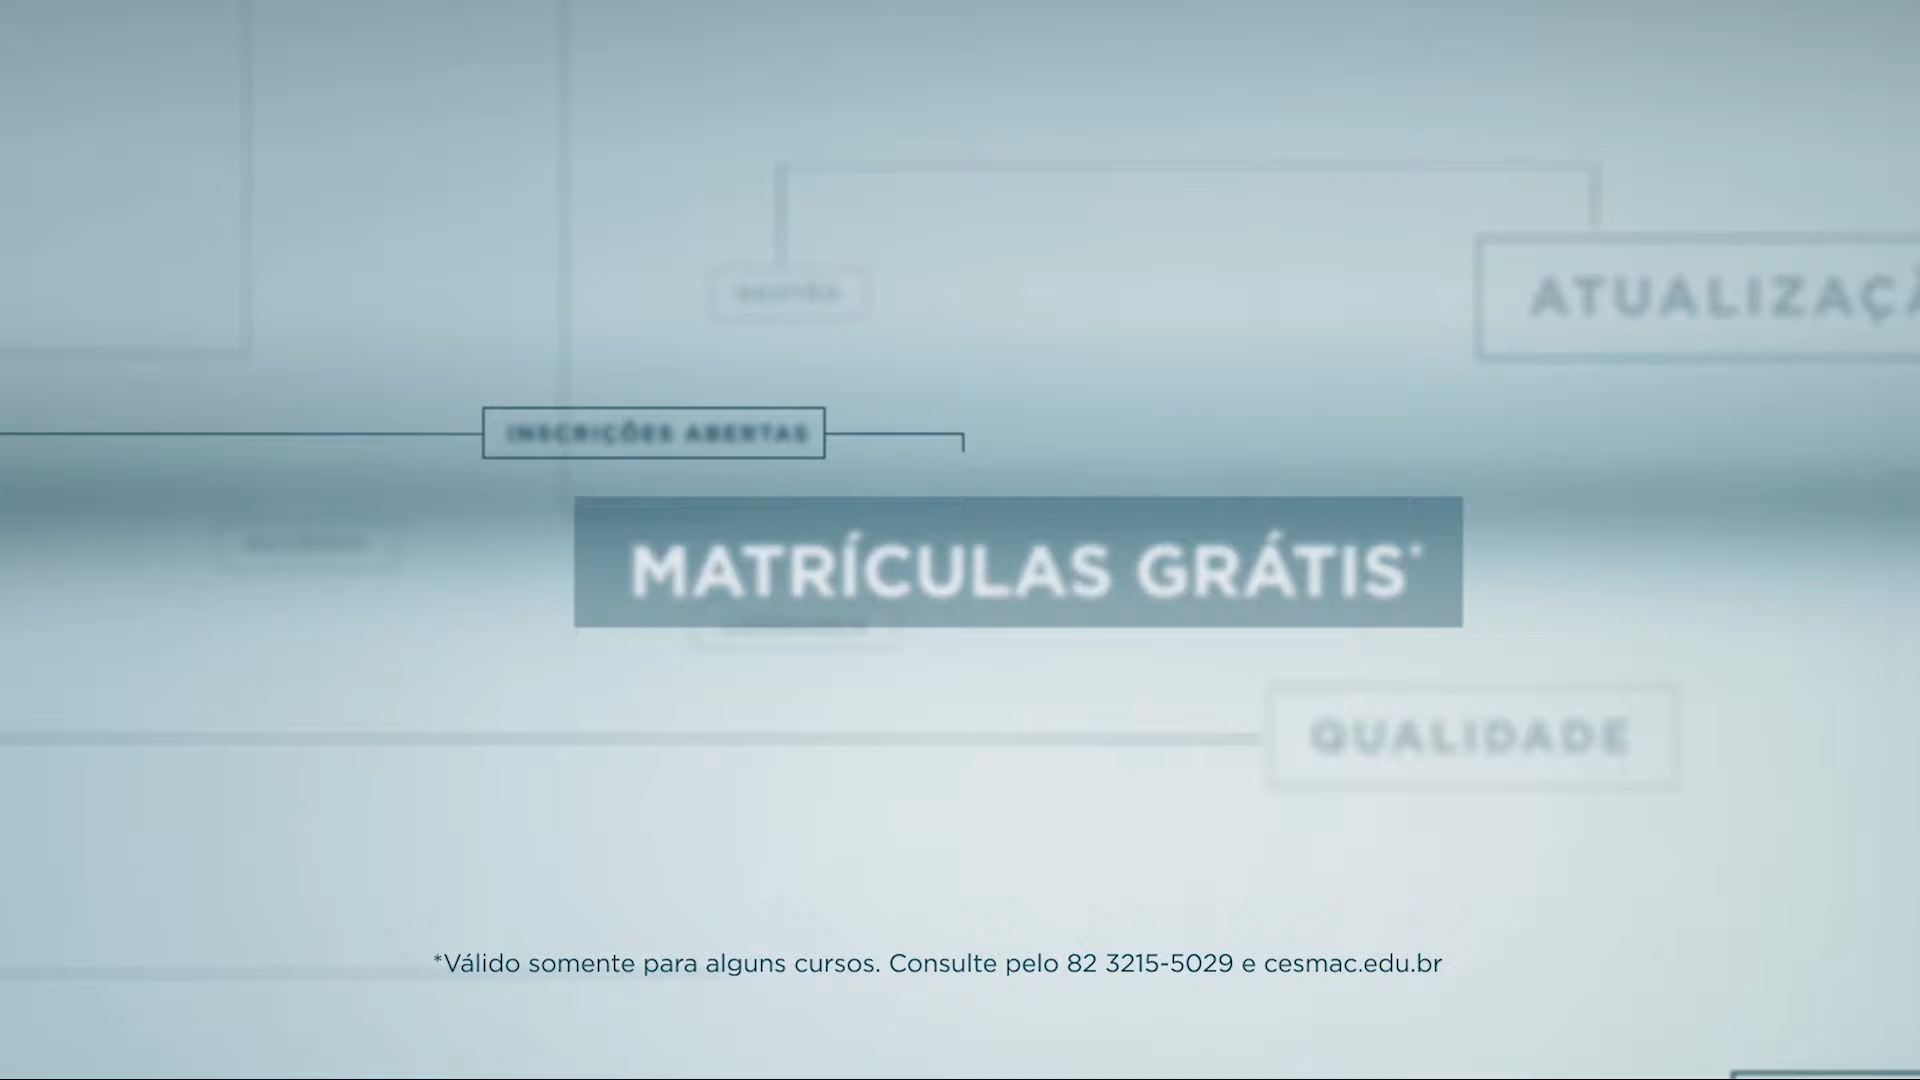 GESTÃO
ATUALIZAÇÃ
INSCRIÇÕES ABERTAS
MATRÍCULAS GRÁTIS*
QUALIDADE
*Válido somente para alguns cursos. Consulte pelo 82 3215-5029 e cesmac.edu.br